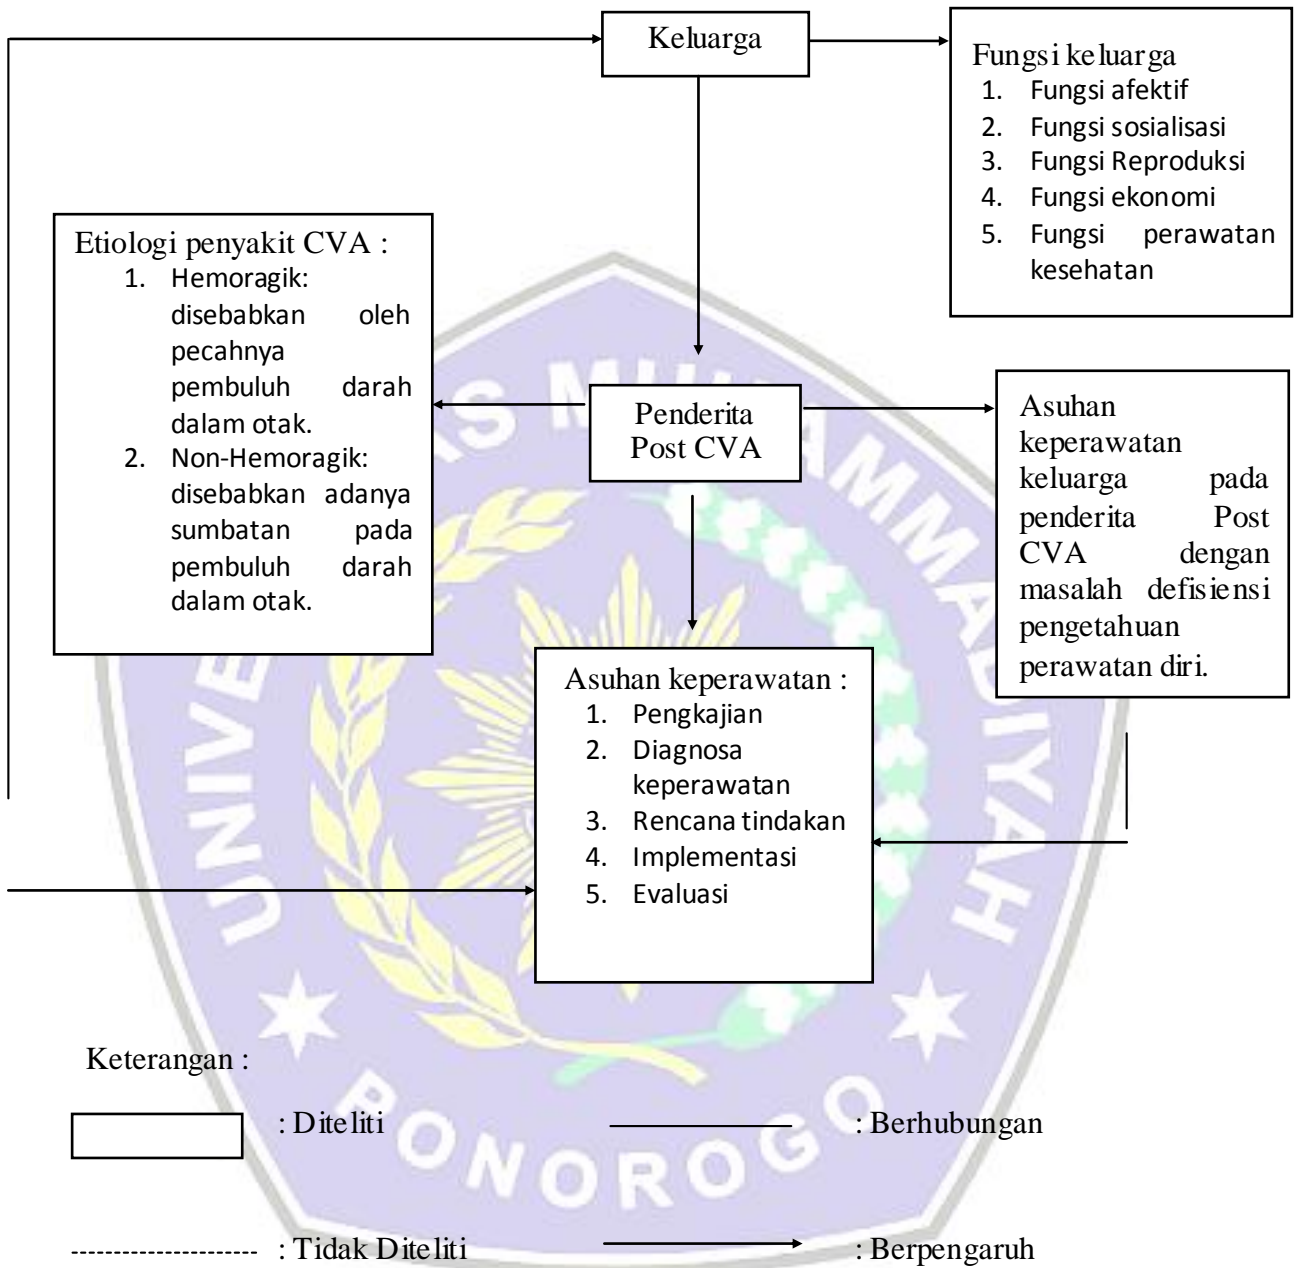 Keluarga
Fungsi keluarga
1. Fungsi afektif
2. Fungsi sosialisasi
3. Fungsi Reproduksi
4. Fungsi ekonomi
5. Fungsi perawatan
kesehatan
Etiologi penyakit CVA :
1. Hemoragik:
disebabkan oleh
pecahnya
pembuluh darah
dalam otak.
2. Non-Hemoragik:
disebabkan adanya
sumbatan pada
pembuluh darah
dalam otak.
Penderita
Post CVA
Asuhan
keperawatan
keluarga pada
penderita Post
CVA dengan
masalah defisiensi
pengetahuan
perawatan diri.
Asuhan keperawatan :
1. Pengkajian
2. Diagnosa
keperawatan
3. Rencana tindakan
4. Implementasi
5. Evaluasi
Keterangan :
: Diteliti
: Berhubungan
: Tidak Diteliti
: Berpengaruh
PONOROGO